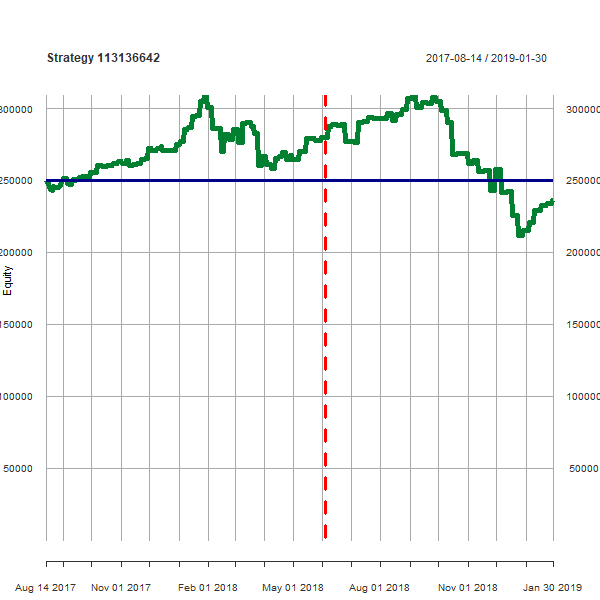 Strategy 113136642 2017-08-14 / 2019-01-30
300000 300000
250000 250000
200000 200000
Equity
150000 150000
100000 100000
50000 50000
Aug 14 2017 Nov 01 2017 Feb 01 2018 May 01 2018 Aug 01 2018 Nov 01 2018 Jan 30 2019